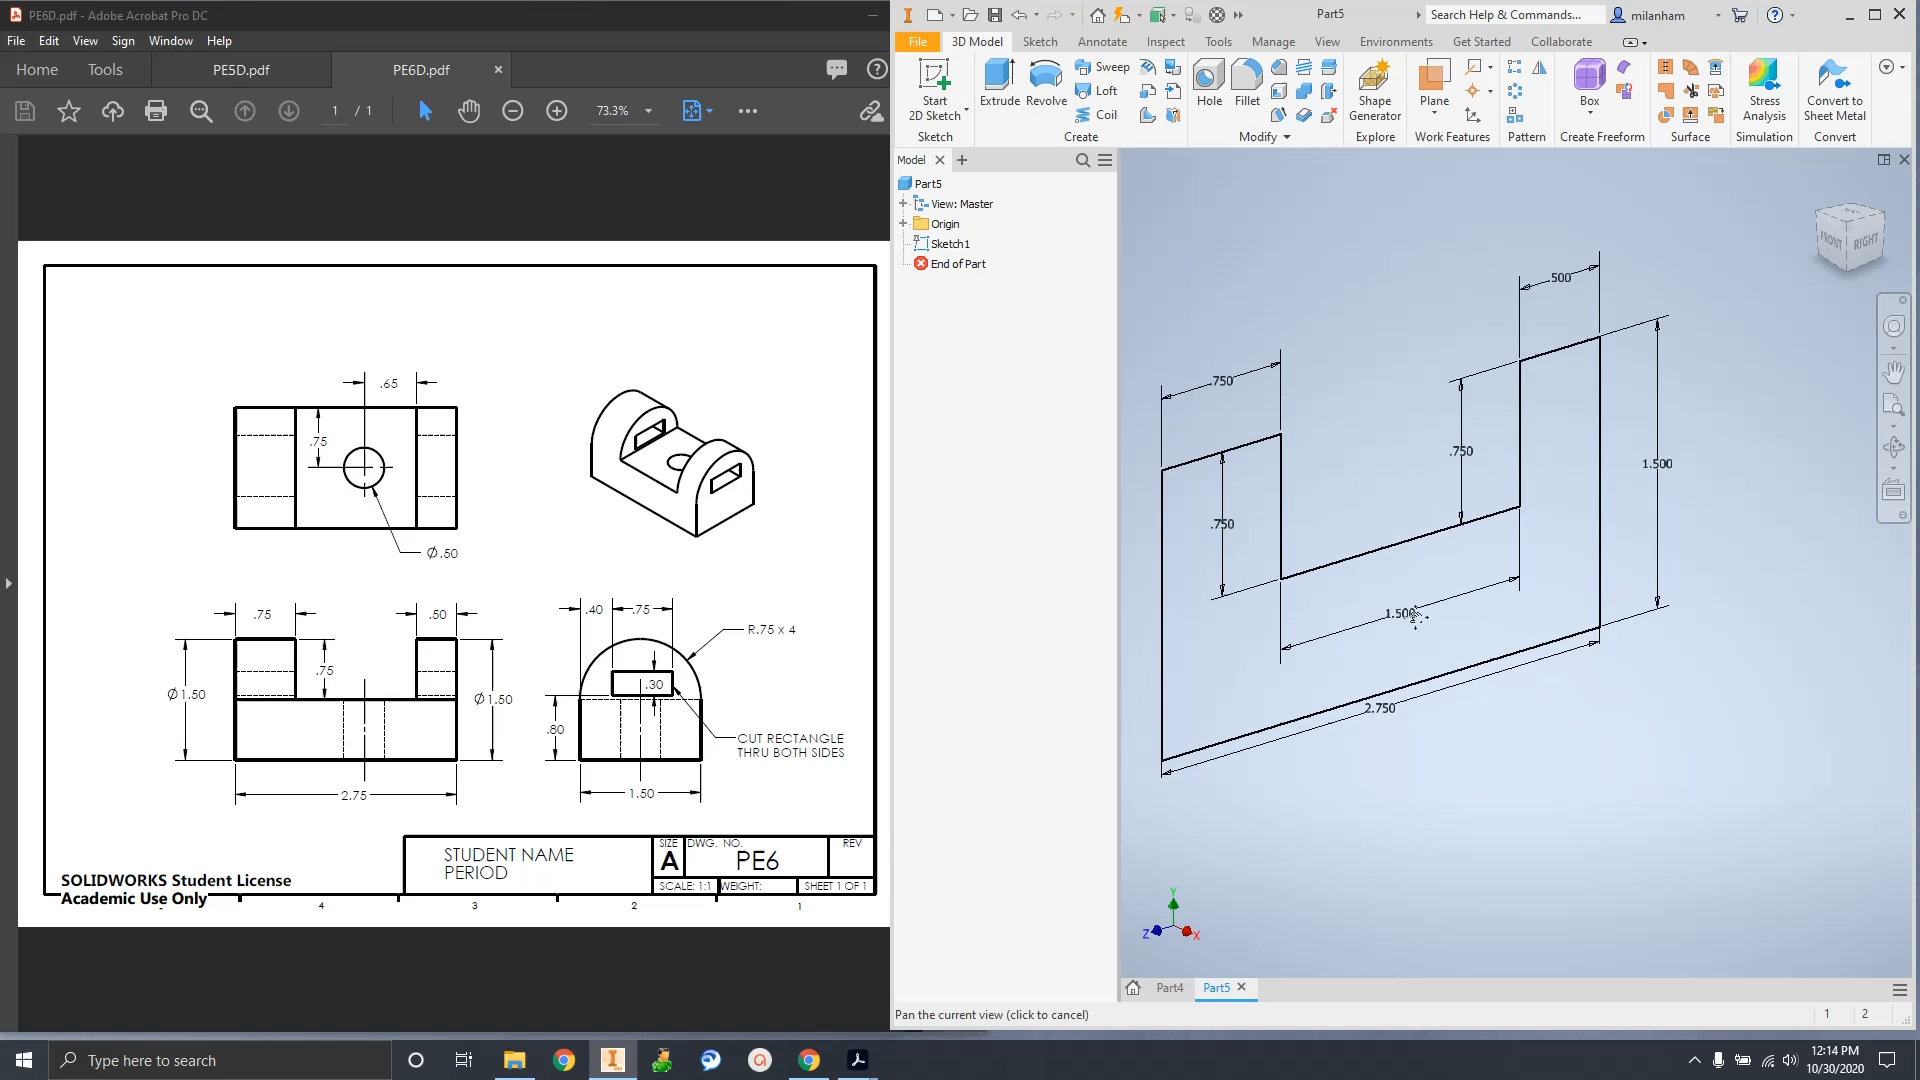 PE6D.pdf - Adobe Acrobat Pro DC
File Edit View Sign Window Help
Home Tools PE5D.pdf PE6D.pdf
1 / 1 73.3%
.65
.75
Ø.50
.75 .50
.75
Ø1.50 Ø1.50
2.75
.40 .75
R.75 x 4
.30
.80
CUT RECTANGLE
THRU BOTH SIDES
1.50
STUDENT NAME
PERIOD
SIZE
A
DWG. NO.
PE6
REV
SCALE: 1:1 WEIGHT: SHEET 1 OF 1
SOLIDWORKS Student License
Academic Use Only
4 3 2 1
Part5
Search Help & Commands...
milanham
File 3D Model Sketch Annotate Inspect Tools Manage View Environments Get Started Collaborate
Start
2D Sketch
Sketch
Extrude Revolve
Sweep
Loft
Coil
Create
Hole Fillet
Modify
Shape
Generator
Explore
Plane
Work Features
Pattern
Box
Create Freeform
Surface
Stress
Analysis
Simulation
Convert to
Sheet Metal
Convert
Model
Part5
View: Master
Origin
Sketch1
End of Part
FRONT RIGHT
.500
.750
.750
1.500
.750
1.500
2.750
Y
Z X
Part4 Part5
Pan the current view (click to cancel)
1 2
Type here to search
12:14 PM
10/30/2020